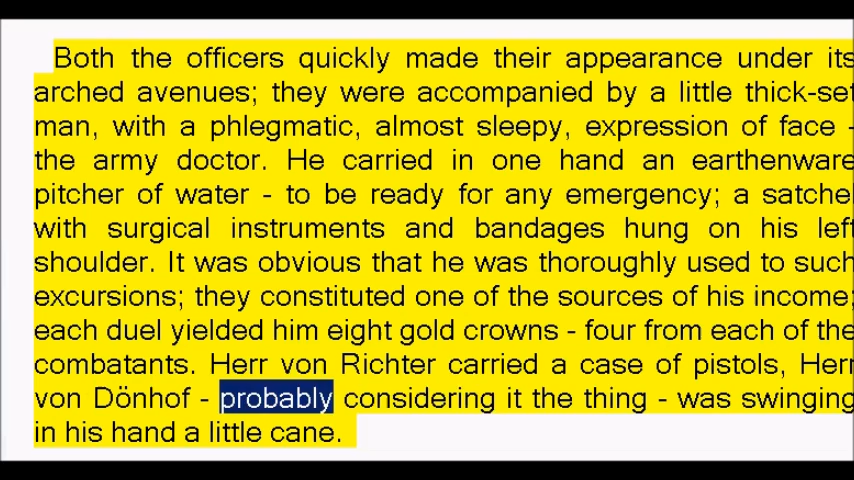 Both the officers quickly made their appearance under its
arched avenues; they were accompanied by a little thick-set
man, with a phlegmatic, almost sleepy, expression of face -
the army doctor. He carried in one hand an earthenware
pitcher of water - to be ready for any emergency; a satchel
with surgical instruments and bandages hung on his left
shoulder. It was obvious that he was thoroughly used to such
excursions; they constituted one of the sources of his income;
each duel yielded him eight gold crowns - four from each of the
combatants. Herr von Richter carried a case of pistols, Herr
von Dönhof - probably considering it the thing - was swinging
in his hand a little cane.